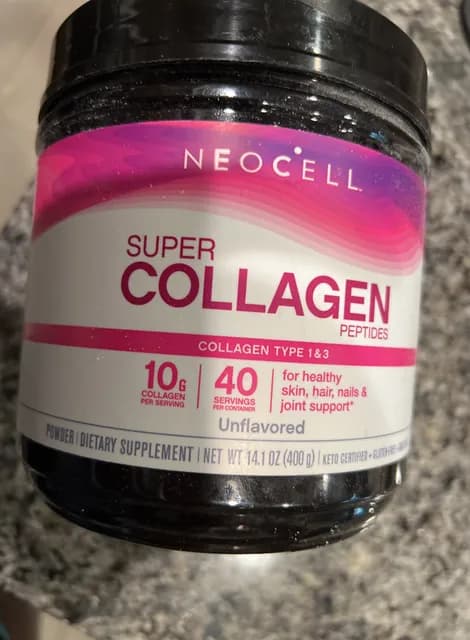 NEOCELL
SUPER
COLLAGEN
PEPTIDES
COLLAGEN TYPE 1 & 3
10G
COLLAGEN
PER SERVING
40
SERVINGS
PER CONTAINER
for healthy
skin, hair, nails &
joint support*
Unflavored
POWDER | DIETARY SUPPLEMENT | NET WT 14.1 OZ (400 g) | KETO CERTIFIED • GLUTEN-FREE